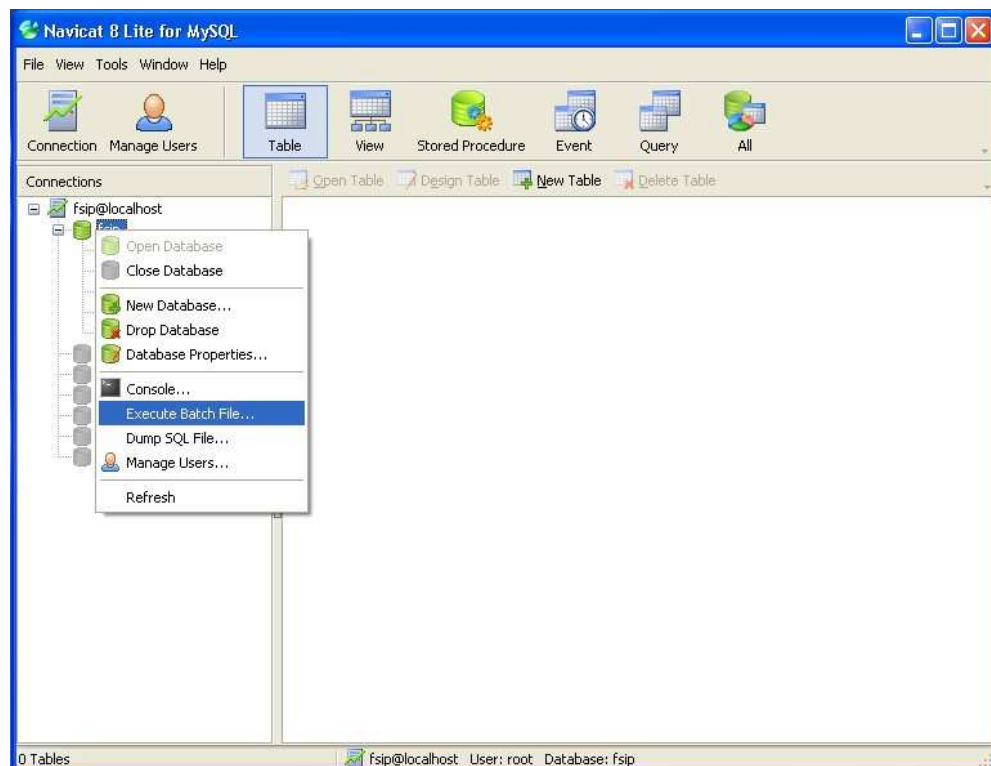 Navicat 8 Lite for MySQL
File View Tools Window Help
Connection Manage Users Table View Stored Procedure Event Query All
Connections Open Table Design Table New Table Delete Table
fsip@localhost
fsip
Open Database
Close Database
New Database...
Drop Database
Database Properties...
Console...
Execute Batch File...
Dump SQL File...
Manage Users...
Refresh
0 Tables fsip@localhost User: root Database: fsip